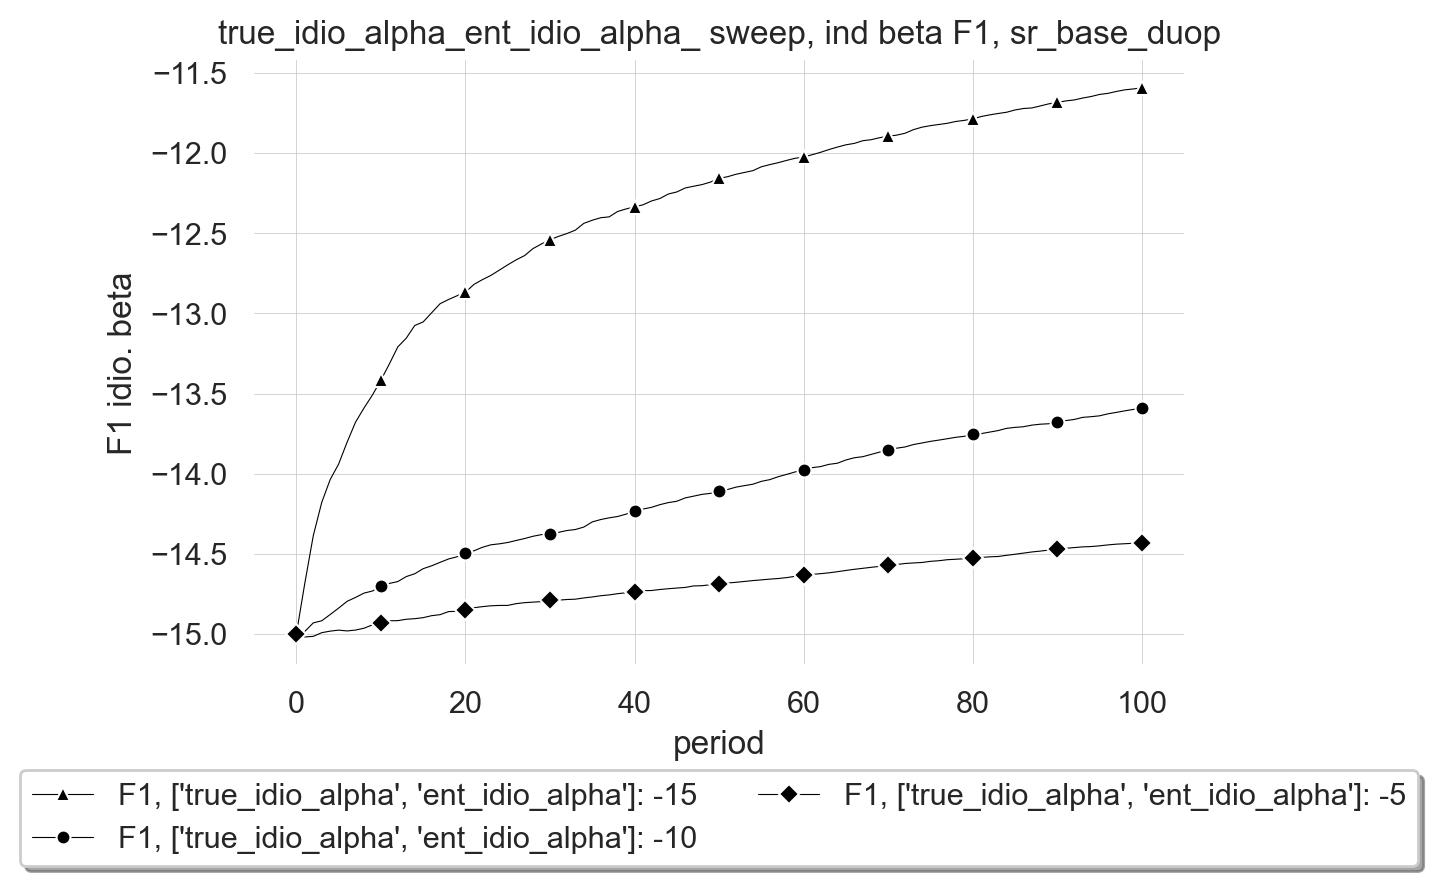 true_idio_alpha_ent_idio_alpha_ sweep, ind beta F1, sr_base_duop
−11.5
−12.0
−12.5
−13.0
−13.5
−14.0
−14.5
−15.0
F1 idio. beta
0 20 40 60 80 100
period
F1, ['true_idio_alpha', 'ent_idio_alpha']: -15
F1, ['true_idio_alpha', 'ent_idio_alpha']: -10
F1, ['true_idio_alpha', 'ent_idio_alpha']: -5